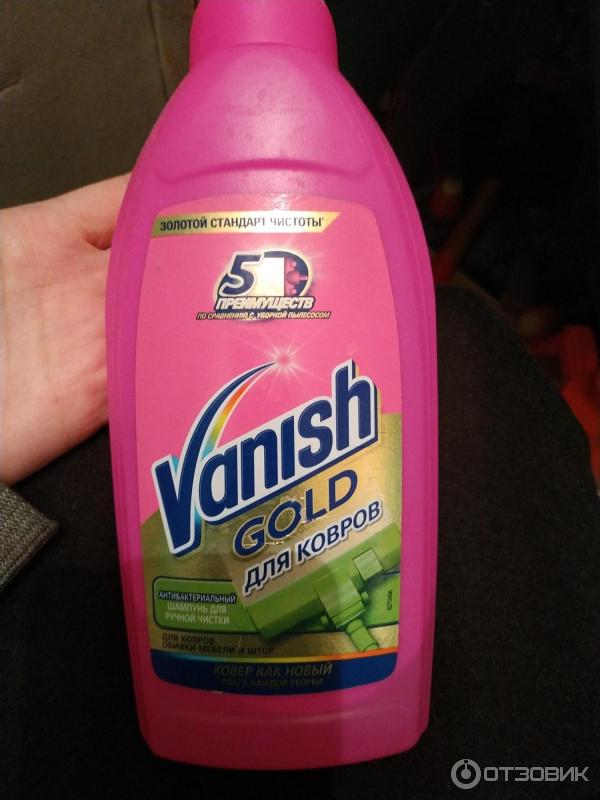 ЗОЛОТОЙ СТАНДАРТ ЧИСТОТЫ*
5
ПРЕИМУЩЕСТВ
ПО СРАВНЕНИЮ С УБОРКОЙ ПЫЛЕСОСОМ
Vanish
GOLD
ДЛЯ КОВРОВ
АНТИБАКТЕРИАЛЬНЫЙ
ШАМПУНЬ ДЛЯ
РУЧНОЙ ЧИСТКИ
ДЛЯ КОВРОВ,
ОБИВКИ МЕБЕЛИ И ШТОР
КОВЕР КАК НОВЫЙ
ПОСЛЕ КАЖДОЙ УБОРКИ
ОТЗОВИК